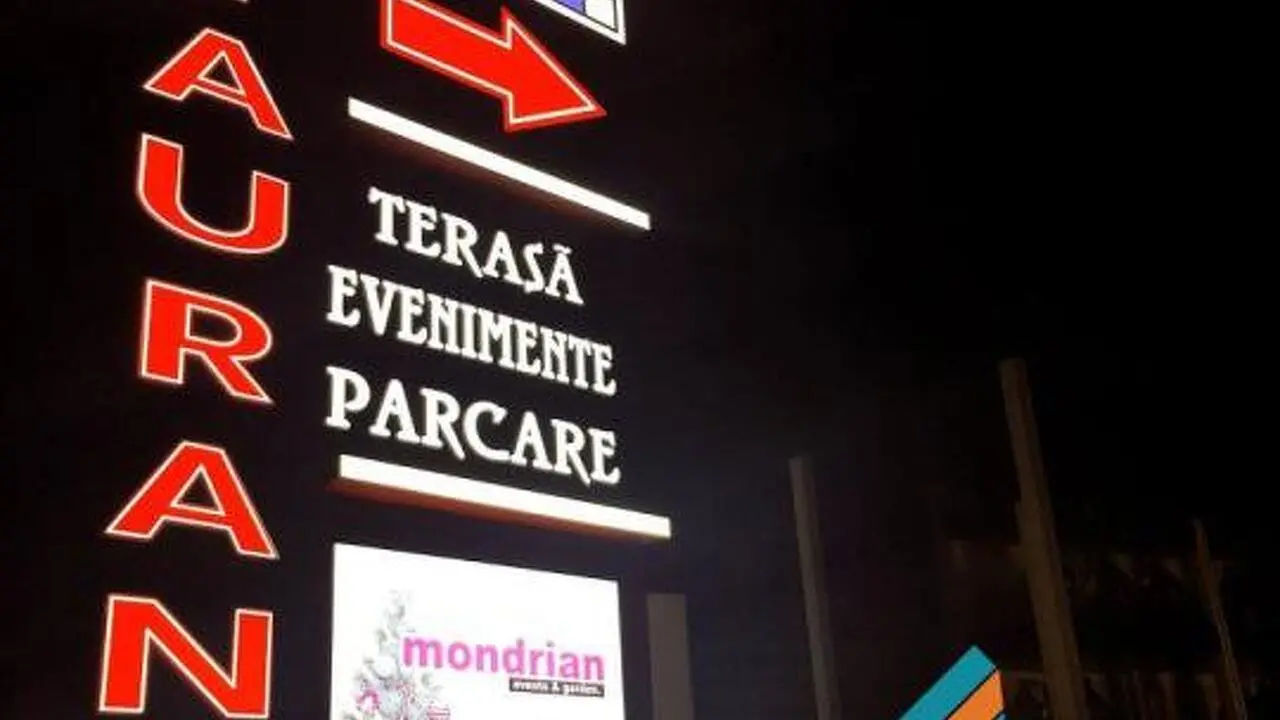 AURAN
TERASĂ
EVENIMENTE
PARCARE
mondrian
events & garden.